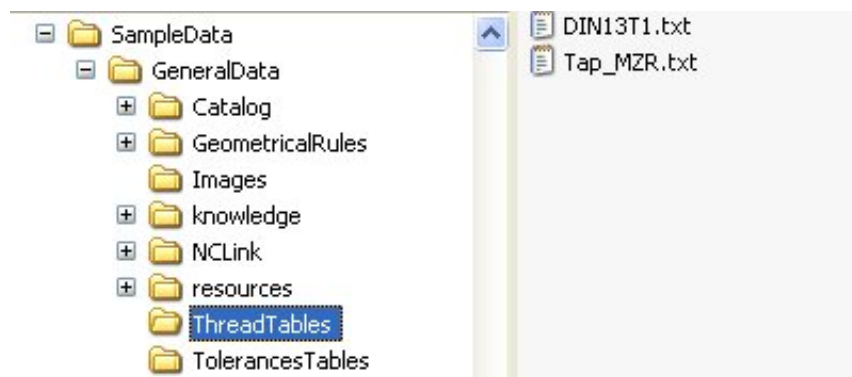 SampleData
GeneralData
Catalog
GeometricalRules
Images
knowledge
NCLink
resources
ThreadTables
TolerancesTables
DIN13T1.txt
Tap_MZR.txt